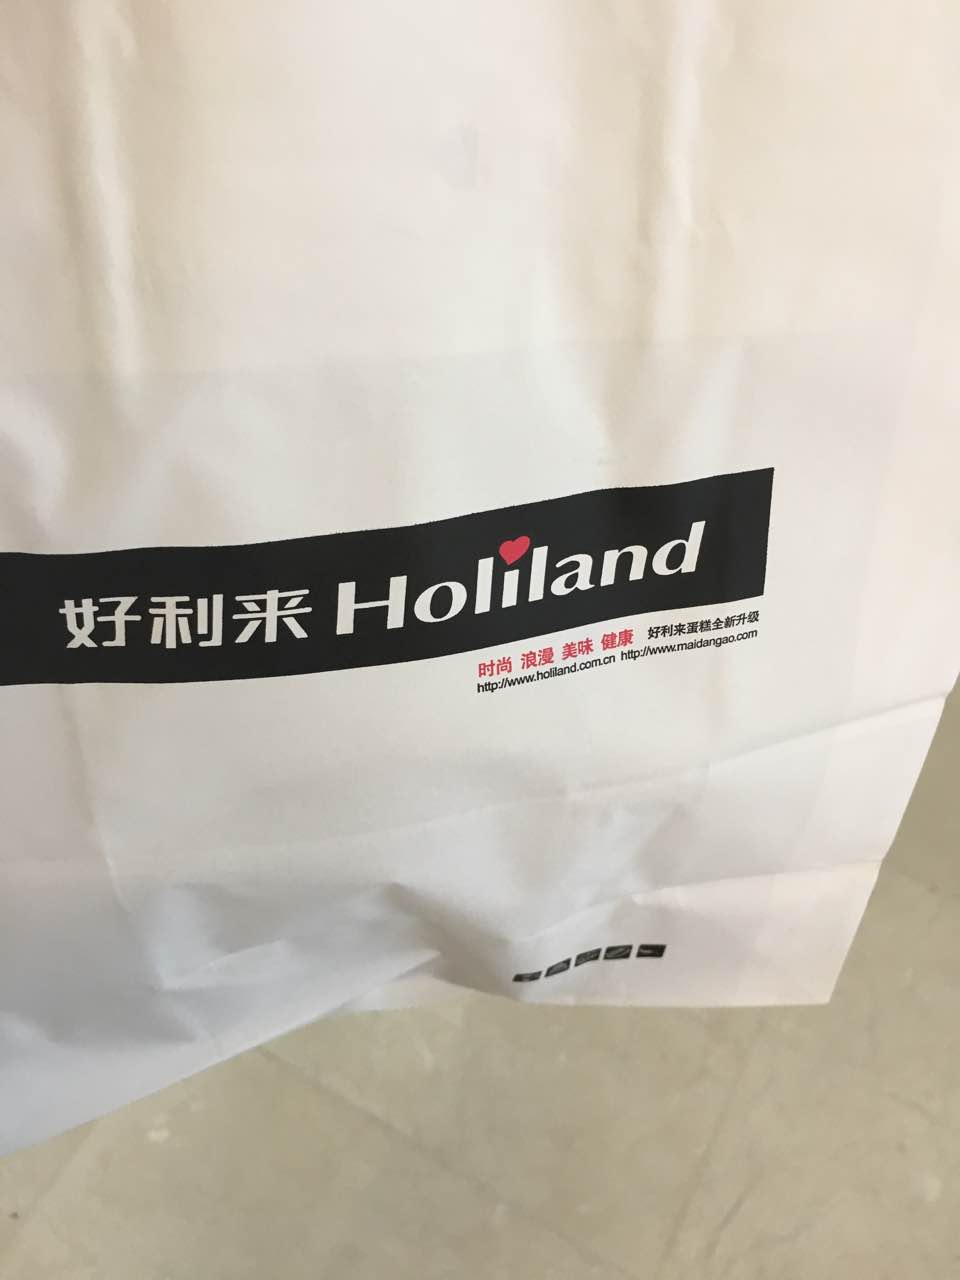 好利来 Holiland
时尚 浪漫 美味 健康 好利来蛋糕全新升级
http://www.holiland.com.cn http://www.maidangao.com